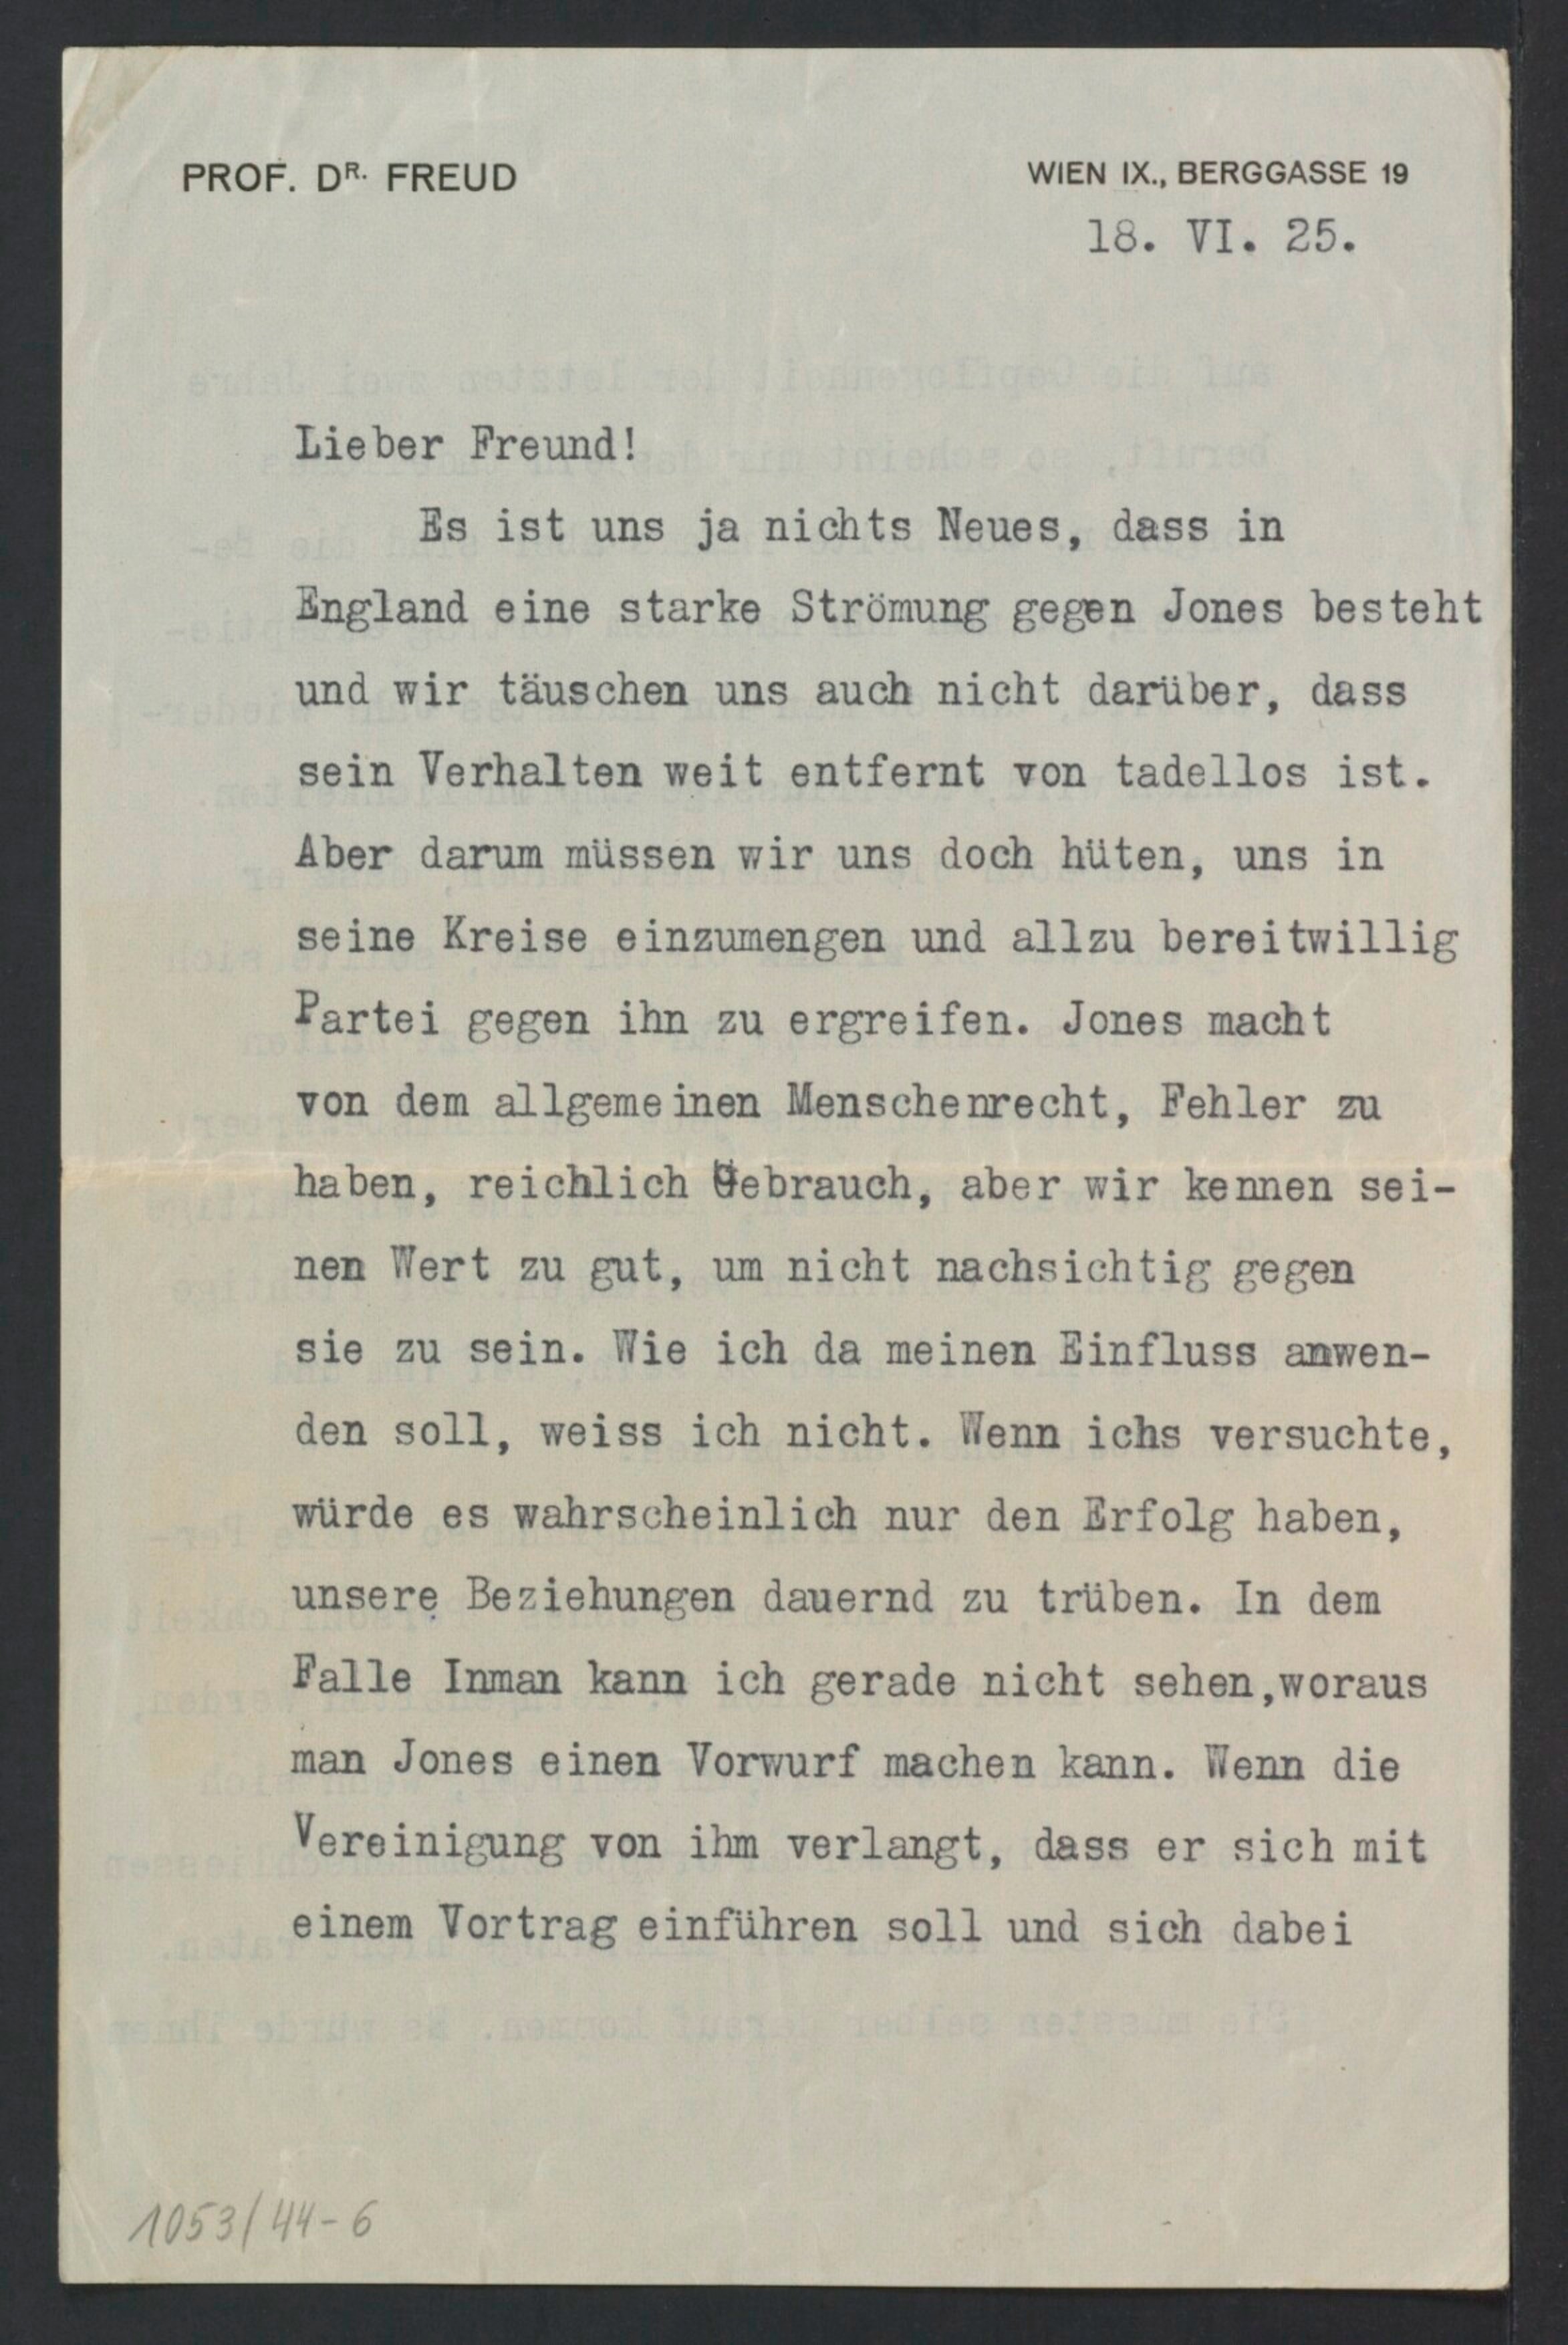 PROF. DR. FREUD
WIEN IX., BERGGASSE 19
18. VI. 25.
Lieber Freund!
Es ist uns ja nichts Neues, dass in
England eine starke Strömung gegen Jones besteht
und wir täuschen uns auch nicht darüber, dass
sein Verhalten weit entfernt von tadellos ist.
Aber darum müssen wir uns doch hüten, uns in
seine Kreise einzumengen und allzu bereitwillig
Partei gegen ihn zu ergreifen. Jones macht
von dem allgemeinen Menschenrecht, Fehler zu
haben, reichlich Gebrauch, aber wir kennen sei-
nen Wert zu gut, um nicht nachsichtig gegen
sie zu sein. Wie ich da meinen Einfluss anwen-
den soll, weiss ich nicht. Wenn ichs versuchte,
würde es wahrscheinlich nur den Erfolg haben,
unsere Beziehungen dauernd zu trüben. In dem
Falle Inman kann ich gerade nicht sehen,woraus
man Jones einen Vorwurf machen kann. Wenn die
Vereinigung von ihm verlangt, dass er sich mit
einem Vortrag einführen soll und sich dabei
1053/44-6